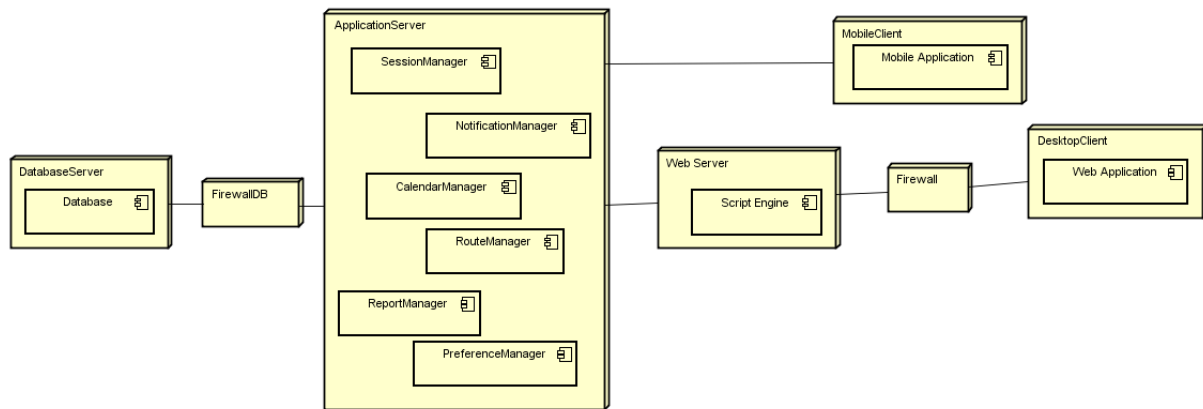 DatabaseServer
Database
FirewallDB
ApplicationServer
SessionManager
NotificationManager
CalendarManager
RouteManager
ReportManager
PreferenceManager
MobileClient
Mobile Application
Web Server
Script Engine
Firewall
DesktopClient
Web Application